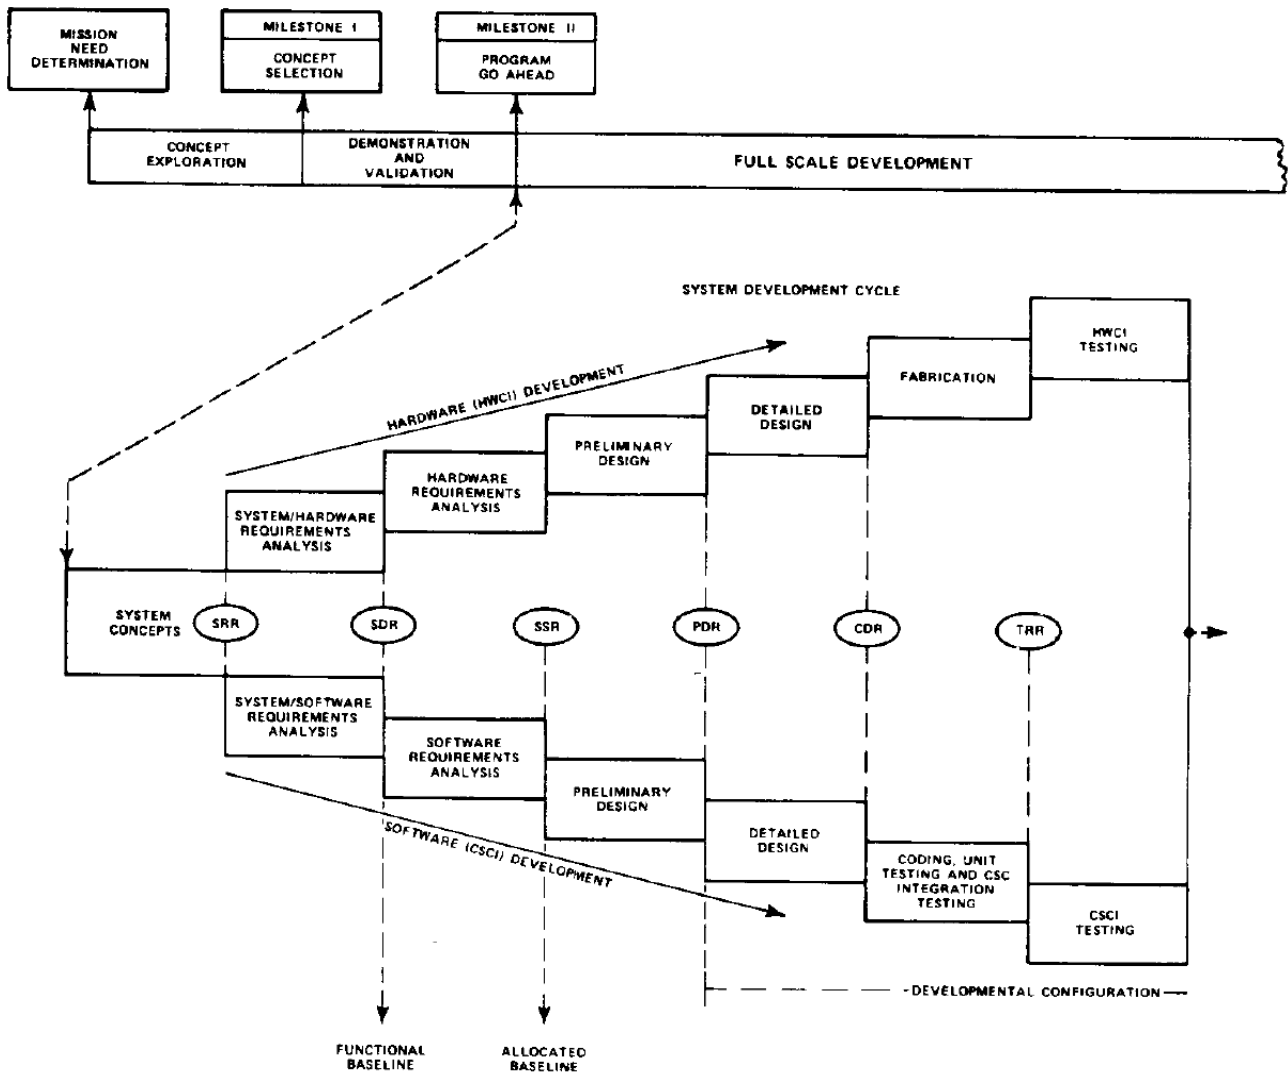 MISSION
NEED
DETERMINATION
MILESTONE I
CONCEPT
SELECTION
MILESTONE II
PROGRAM
GO AHEAD
CONCEPT
EXPLORATION
DEMONSTRATION
AND
VALIDATION
FULL SCALE DEVELOPMENT
SYSTEM DEVELOPMENT CYCLE
HARDWARE (HWCI) DEVELOPMENT
HWCI
TESTING
FABRICATION
DETAILED
DESIGN
PRELIMINARY
DESIGN
HARDWARE
REQUIREMENTS
ANALYSIS
SYSTEM/HARDWARE
REQUIREMENTS
ANALYSIS
SYSTEM
CONCEPTS
SRR
SDR
SSR
PDR
CDR
TRR
SYSTEM/SOFTWARE
REQUIREMENTS
ANALYSIS
SOFTWARE
REQUIREMENTS
ANALYSIS
PRELIMINARY
DESIGN
DETAILED
DESIGN
CODING, UNIT
TESTING AND CSC
INTEGRATION
TESTING
CSCI
TESTING
SOFTWARE (CSCI) DEVELOPMENT
DEVELOPMENTAL CONFIGURATION
FUNCTIONAL
BASELINE
ALLOCATED
BASELINE